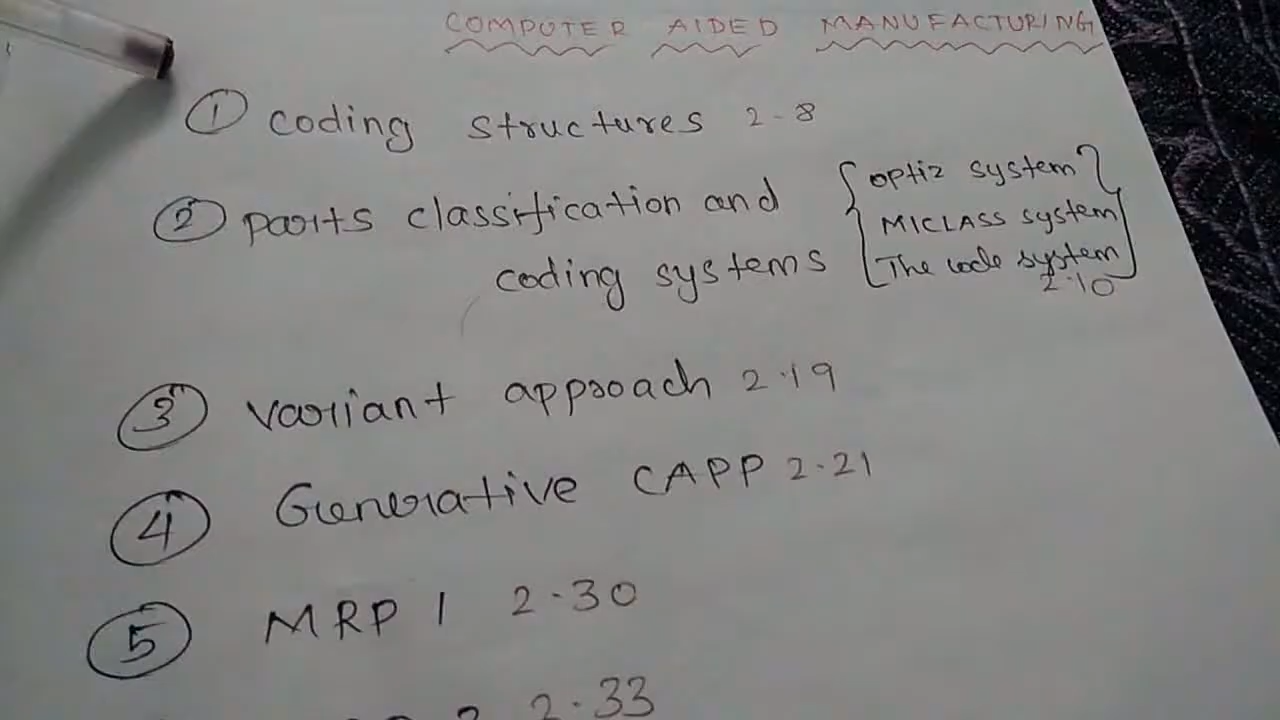 COMPUTER AIDED MANUFACTURING
① coding structures 2-8
② parts classification and
coding systems
{optiz system}
MICLASS system
The code system
2.10
③ variant approach 2.19
④ Generative CAPP 2.21
⑤ MRP 1 2.30
2 2.33